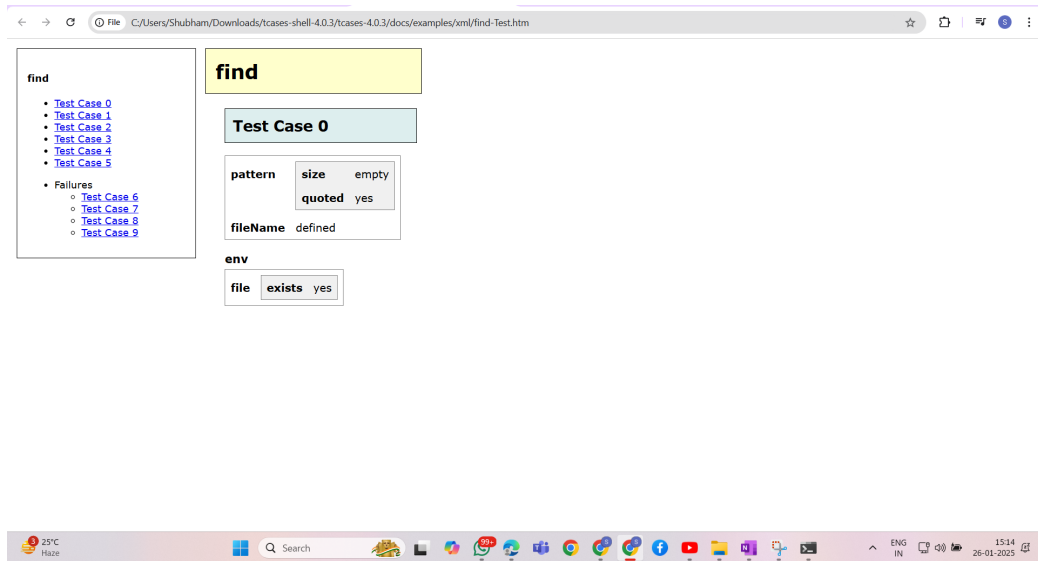 File C:/Users/Shubham/Downloads/tcases-shell-4.0.3/tcases-4.0.3/docs/examples/xml/find-Test.htm
S
find
Test Case 0
Test Case 1
Test Case 2
Test Case 3
Test Case 4
Test Case 5
Failures
Test Case 6
Test Case 7
Test Case 8
Test Case 9
find
Test Case 0
pattern size empty
quoted yes
fileName defined
env
file exists yes
3 25°C
Haze
Search
99+
ENG
IN
15:14
26-01-2025